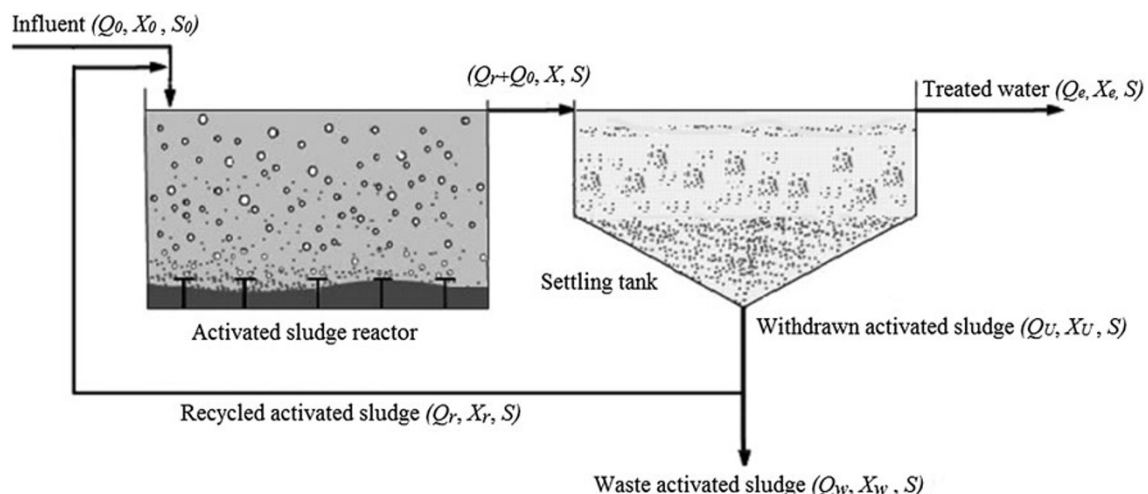 Influent (Q0, X0 , S0)
(Qr+Q0, X, S)
Treated water (Qe, Xe, S)
Settling tank
Activated sludge reactor
Withdrawn activated sludge (QU, XU , S)
Recycled activated sludge (Qr, Xr, S)
Waste activated sludge (Qw, Xw , S)